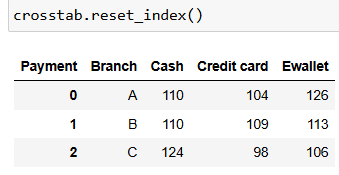 crosstab.reset_index()
Payment Branch Cash Credit card Ewallet
0 A 110 104 126
1 B 110 109 113
2 C 124 98 106